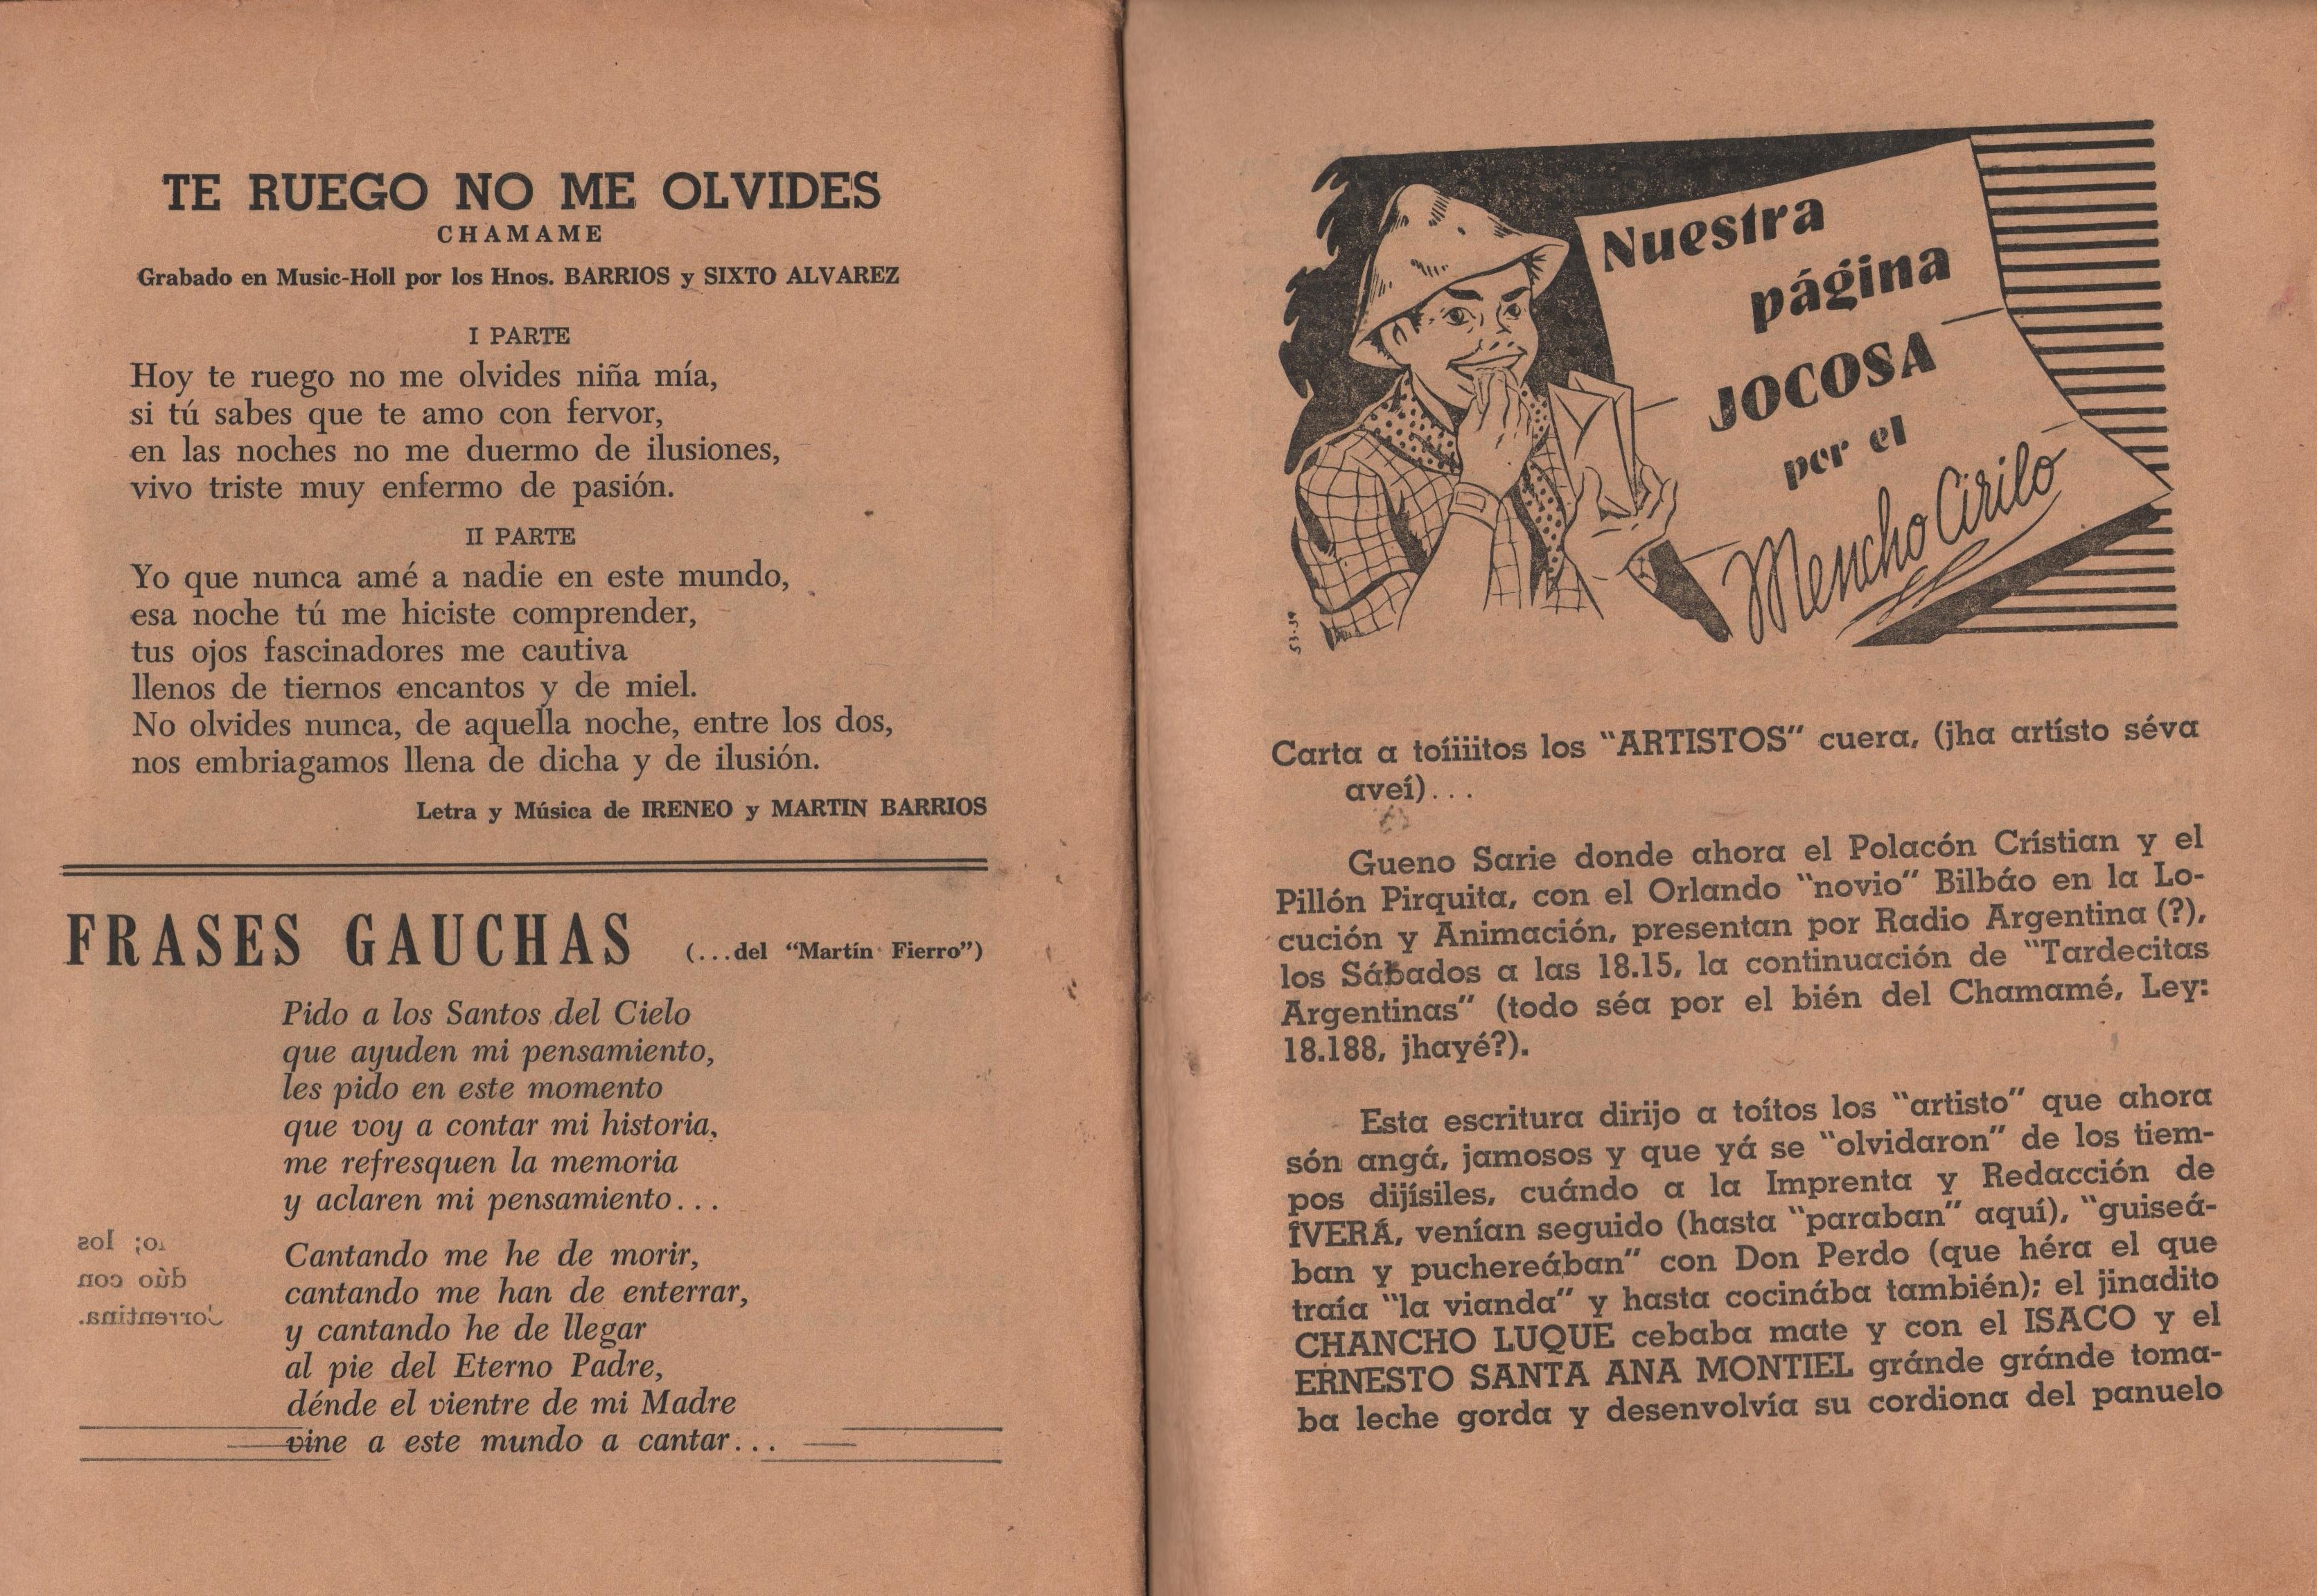 TE RUEGO NO ME OLVIDES
CHAMAME
Grabado en Music-Holl por los Hnos. BARRIOS y SIXTO ALVAREZ
I PARTE
Hoy te ruego no me olvides niña mía,
si tú sabes que te amo con fervor,
en las noches no me duermo de ilusiones,
vivo triste muy enfermo de pasión.
II PARTE
Yo que nunca amé a nadie en este mundo,
esa noche tú me hiciste comprender,
tus ojos fascinadores me cautiva
llenos de tiernos encantos y de miel.
No olvides nunca, de aquella noche, entre los dos,
nos embriagamos llena de dicha y de ilusión.
Letra y Música de IRENEO y MARTIN BARRIOS
FRASES GAUCHAS (...del "Martín Fierro")
Pido a los Santos del Cielo
que ayuden mi pensamiento,
les pido en este momento
que voy a contar mi historia,
me refresquen la memoria
y aclaren mi pensamiento...
Cantando me he de morir,
cantando me han de enterrar,
y cantando he de llegar
al pie del Eterno Padre,
dénde el vientre de mi Madre
vine a este mundo a cantar...
Nuestra
página
JOCOSA
por el
Mencho Cirilo
Carta a toíiiitos los "ARTISTOS" cuera, (jha artísto séva
aveí)...
Gueno Sarie donde ahora el Polacón Crístian y el
Pillón Pirquita, con el Orlando "novio" Bilbáo en la Lo-
cución y Animación, presentan por Radio Argentina (?),
los Sábados a las 18.15, la continuación de "Tardecitas
Argentinas" (todo séa por el bién del Chamamé, Ley:
18.188, jhayé?).
Esta escritura dirijo a toítos los "artisto" que ahora
són angá, jamosos y que yá se "olvidaron" de los tiem-
pos dijísiles, cuándo a la Imprenta y Redacción de
ÎVERÁ, venían seguido (hasta "paraban" aquí), "guiseá-
ban y puchereában" con Don Perdo (que héra el que
traía "la vianda" y hasta cocinába también); el jinadito
CHANCHO LUQUE cebaba mate y con el ISACO y el
ERNESTO SANTA ANA MONTIEL gránde gránde toma-
ba leche gorda y desenvolvía su cordiona del panuelo